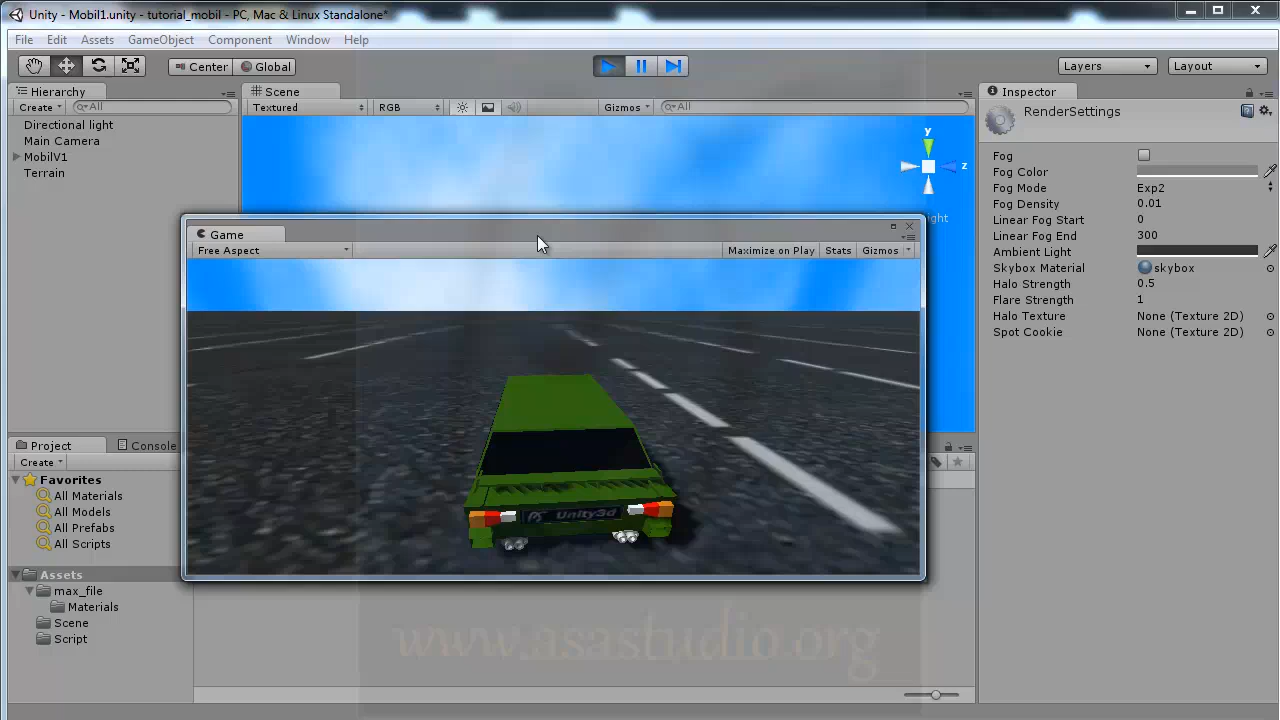 Unity - Mobil1.unity - tutorial_mobil - PC, Mac & Linux Standalone*
File Edit Assets GameObject Component Window Help
Center Global Layers Layout
Hierarchy
Create All
Directional light
Main Camera
MobilV1
Terrain
Scene
Textured RGB Gizmos All
y
z
ight
Game
Free Aspect Maximize on Play Stats Gizmos
Unity3d
Inspector
RenderSettings
Fog
Fog Color
Fog Mode Exp2
Fog Density 0.01
Linear Fog Start 0
Linear Fog End 300
Ambient Light
Skybox Material skybox
Halo Strength 0.5
Flare Strength 1
Halo Texture None (Texture 2D)
Spot Cookie None (Texture 2D)
Project Console
Create
Favorites
All Materials
All Models
All Prefabs
All Scripts
Assets
max_file
Materials
Scene
Script
www.asastudio.org